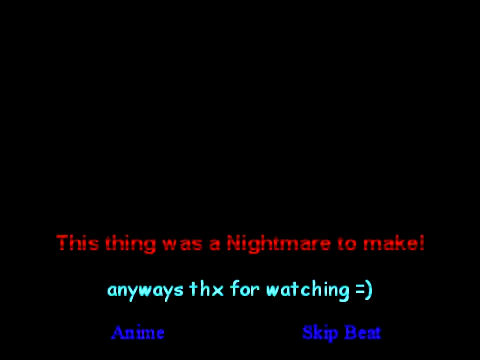 This thing was a Nightmare to make!
anyways thx for watching =)
Anime Skip Beat